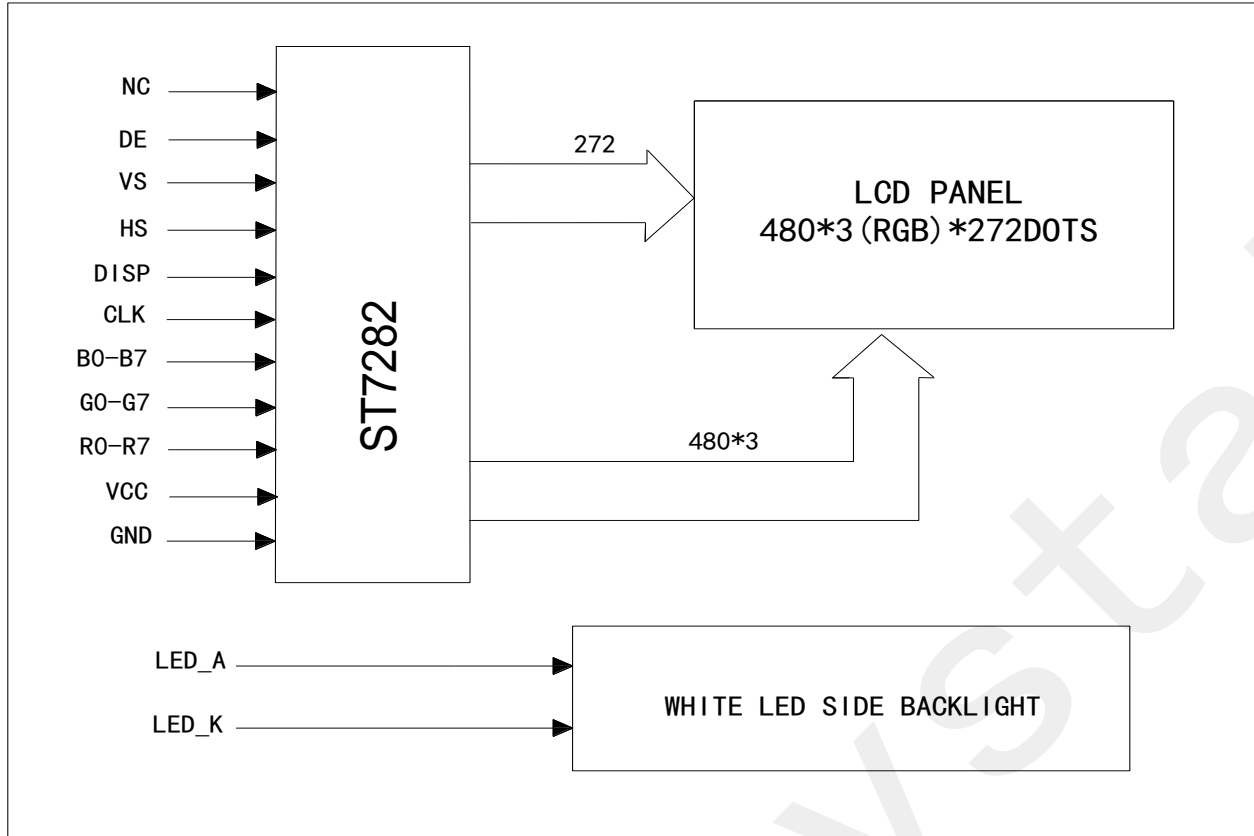 NC
DE
VS
HS
DISP
CLK
B0-B7
G0-G7
R0-R7
VCC
GND
ST7282
272
480*3
LCD PANEL
480*3(RGB)*272DOTS
LED_A
LED_K
WHITE LED SIDE BACKLIGHT